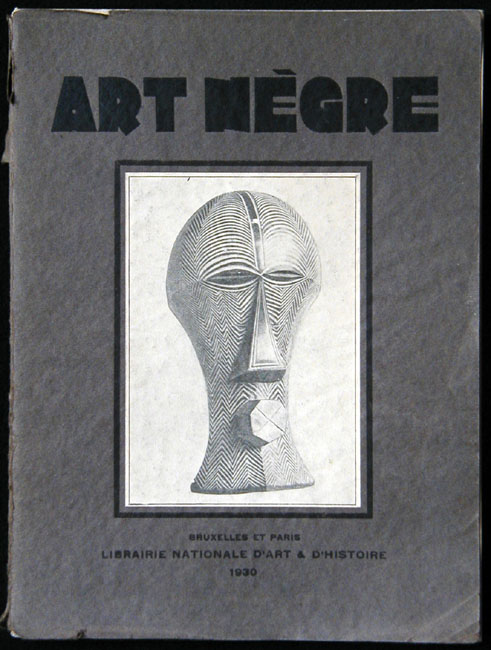 ART NÈGRE
BRUXELLES ET PARIS
LIBRAIRIE NATIONALE D'ART & D'HISTOIRE
1930